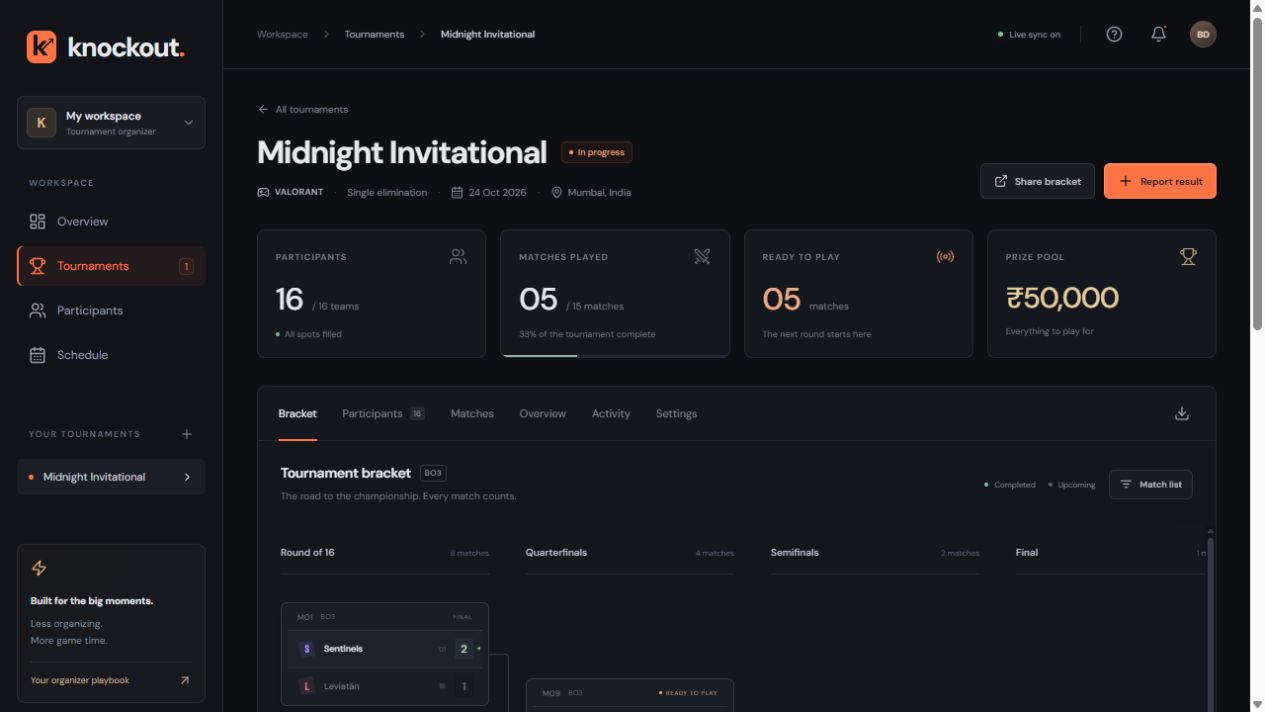 knockout.
K
My workspace
Tournament organizer
WORKSPACE
Overview
Tournaments 1
Participants
Schedule
YOUR TOURNAMENTS +
Midnight Invitational
Built for the big moments.
Less organizing.
More game time.
Your organizer playbook
Workspace > Tournaments > Midnight Invitational
Live sync on
BD
All tournaments
Midnight Invitational In progress
VALORANT · Single elimination · 24 Oct 2026 · Mumbai, India
Share bracket
+ Report result
PARTICIPANTS
16 / 16 teams
All spots filled
MATCHES PLAYED
05 / 15 matches
33% of the tournament complete
READY TO PLAY
05 matches
The next round starts here
PRIZE POOL
₹50,000
Everything to play for
Bracket Participants 16 Matches Overview Activity Settings
Tournament bracket BO3
The road to the championship. Every match counts.
Completed Upcoming Match list
Round of 16 8 matches
Quarterfinals 4 matches
Semifinals 2 matches
Final 1
M01 BO3 FINAL
S Sentinels 01 2
L Leviatán 16 1
M09 BO3 READY TO PLAY